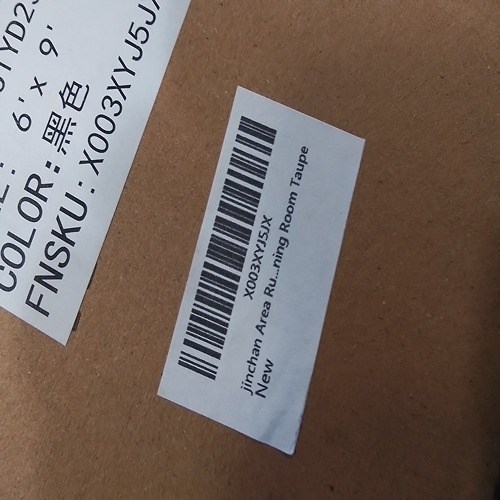 6' x 9'
COLOR: 黑色
FNSKU: X003XYJ5J
X003XYJ5JX
jinchan Area Ru...ning Room Taupe
New